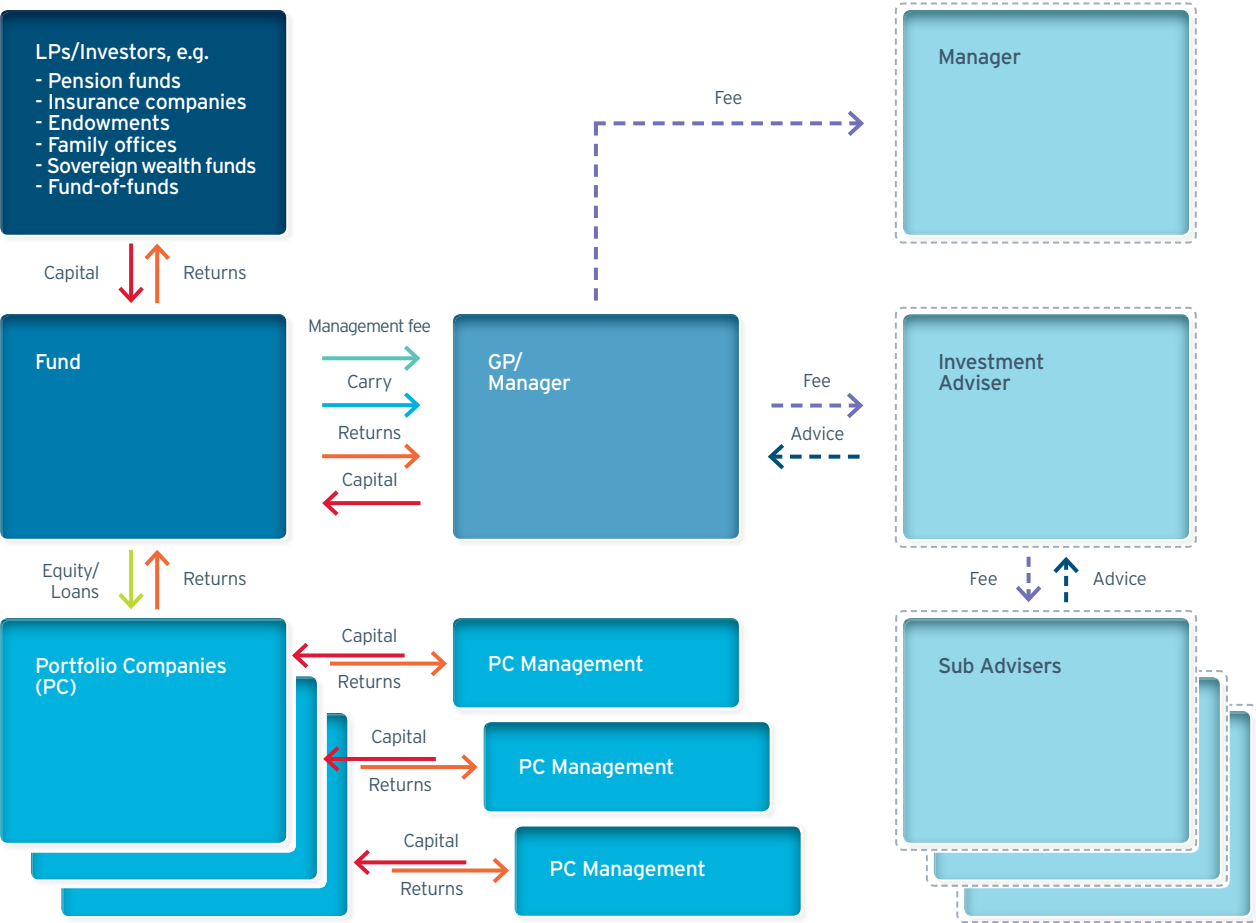 LPs/Investors, e.g.
- Pension funds
- Insurance companies
- Endowments
- Family offices
- Sovereign wealth funds
- Fund-of-funds
Fee
Manager
Capital
Returns
Fund
Management fee
Carry
Returns
Capital
GP/
Manager
Fee
Advice
Investment
Adviser
Equity/
Loans
Returns
Fee
Advice
Portfolio Companies
(PC)
Capital
Returns
PC Management
Capital
Returns
PC Management
Capital
Returns
PC Management
Sub Advisers